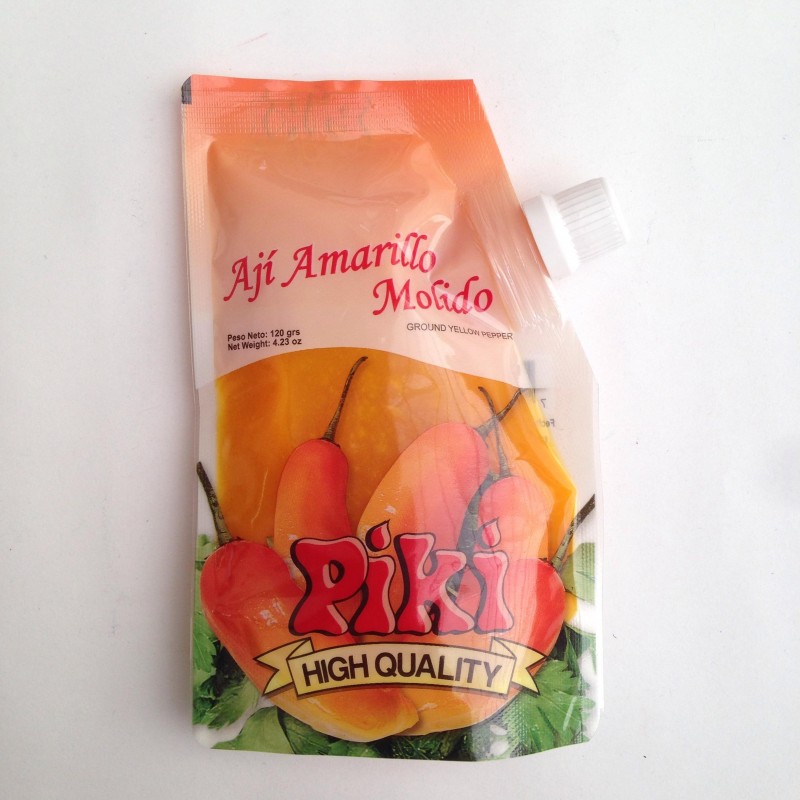 Ají Amarillo
Molido
GROUND YELLOW PEPPER
Peso Neto: 120 grs
Net Weight: 4.23 oz
Piki
HIGH QUALITY